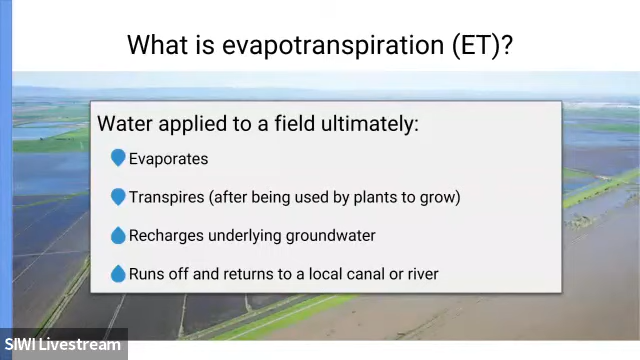 What is evapotranspiration (ET)?
Water applied to a field ultimately:
Evaporates
Transpires (after being used by plants to grow)
Recharges underlying groundwater
Runs off and returns to a local canal or river
SIWI Livestream